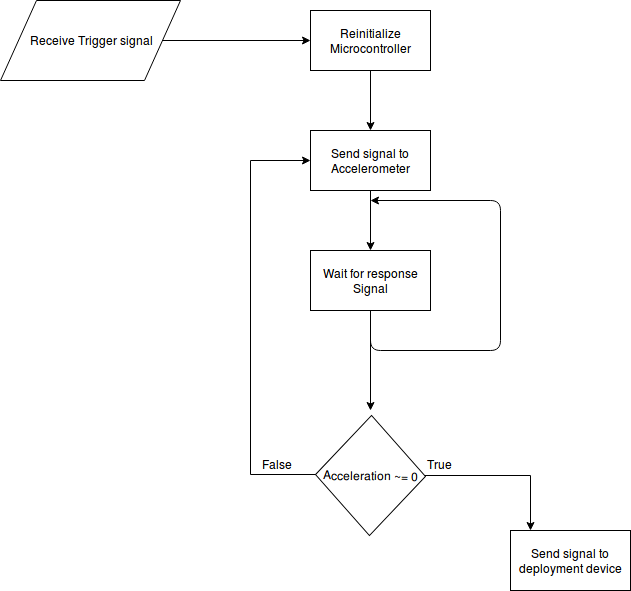 Receive Trigger signal
Reinitialize
Microcontroller
Send signal to
Accelerometer
Wait for response
Signal
False
Acceleration ~= 0
True
Send signal to
deployment device